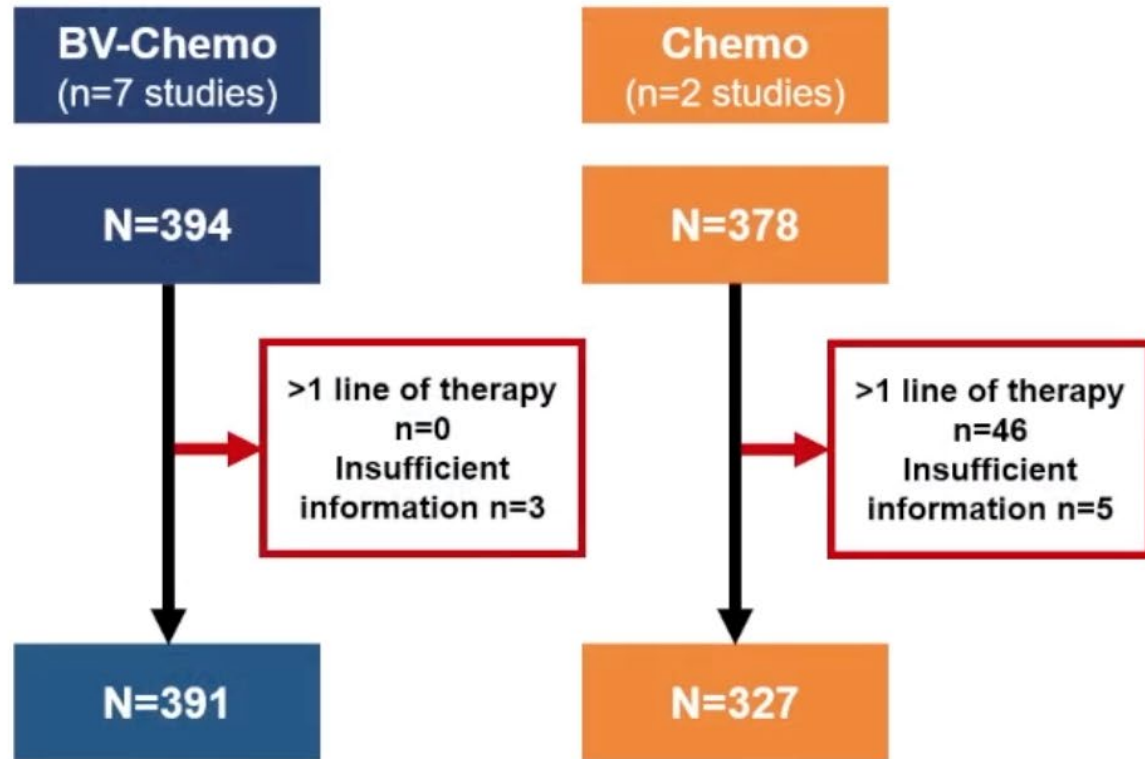 BV-Chemo
(n=7 studies)
Chemo
(n=2 studies)
N=394
N=378
>1 line of therapy
n=0
Insufficient
information n=3
>1 line of therapy
n=46
Insufficient
information n=5
N=391
N=327